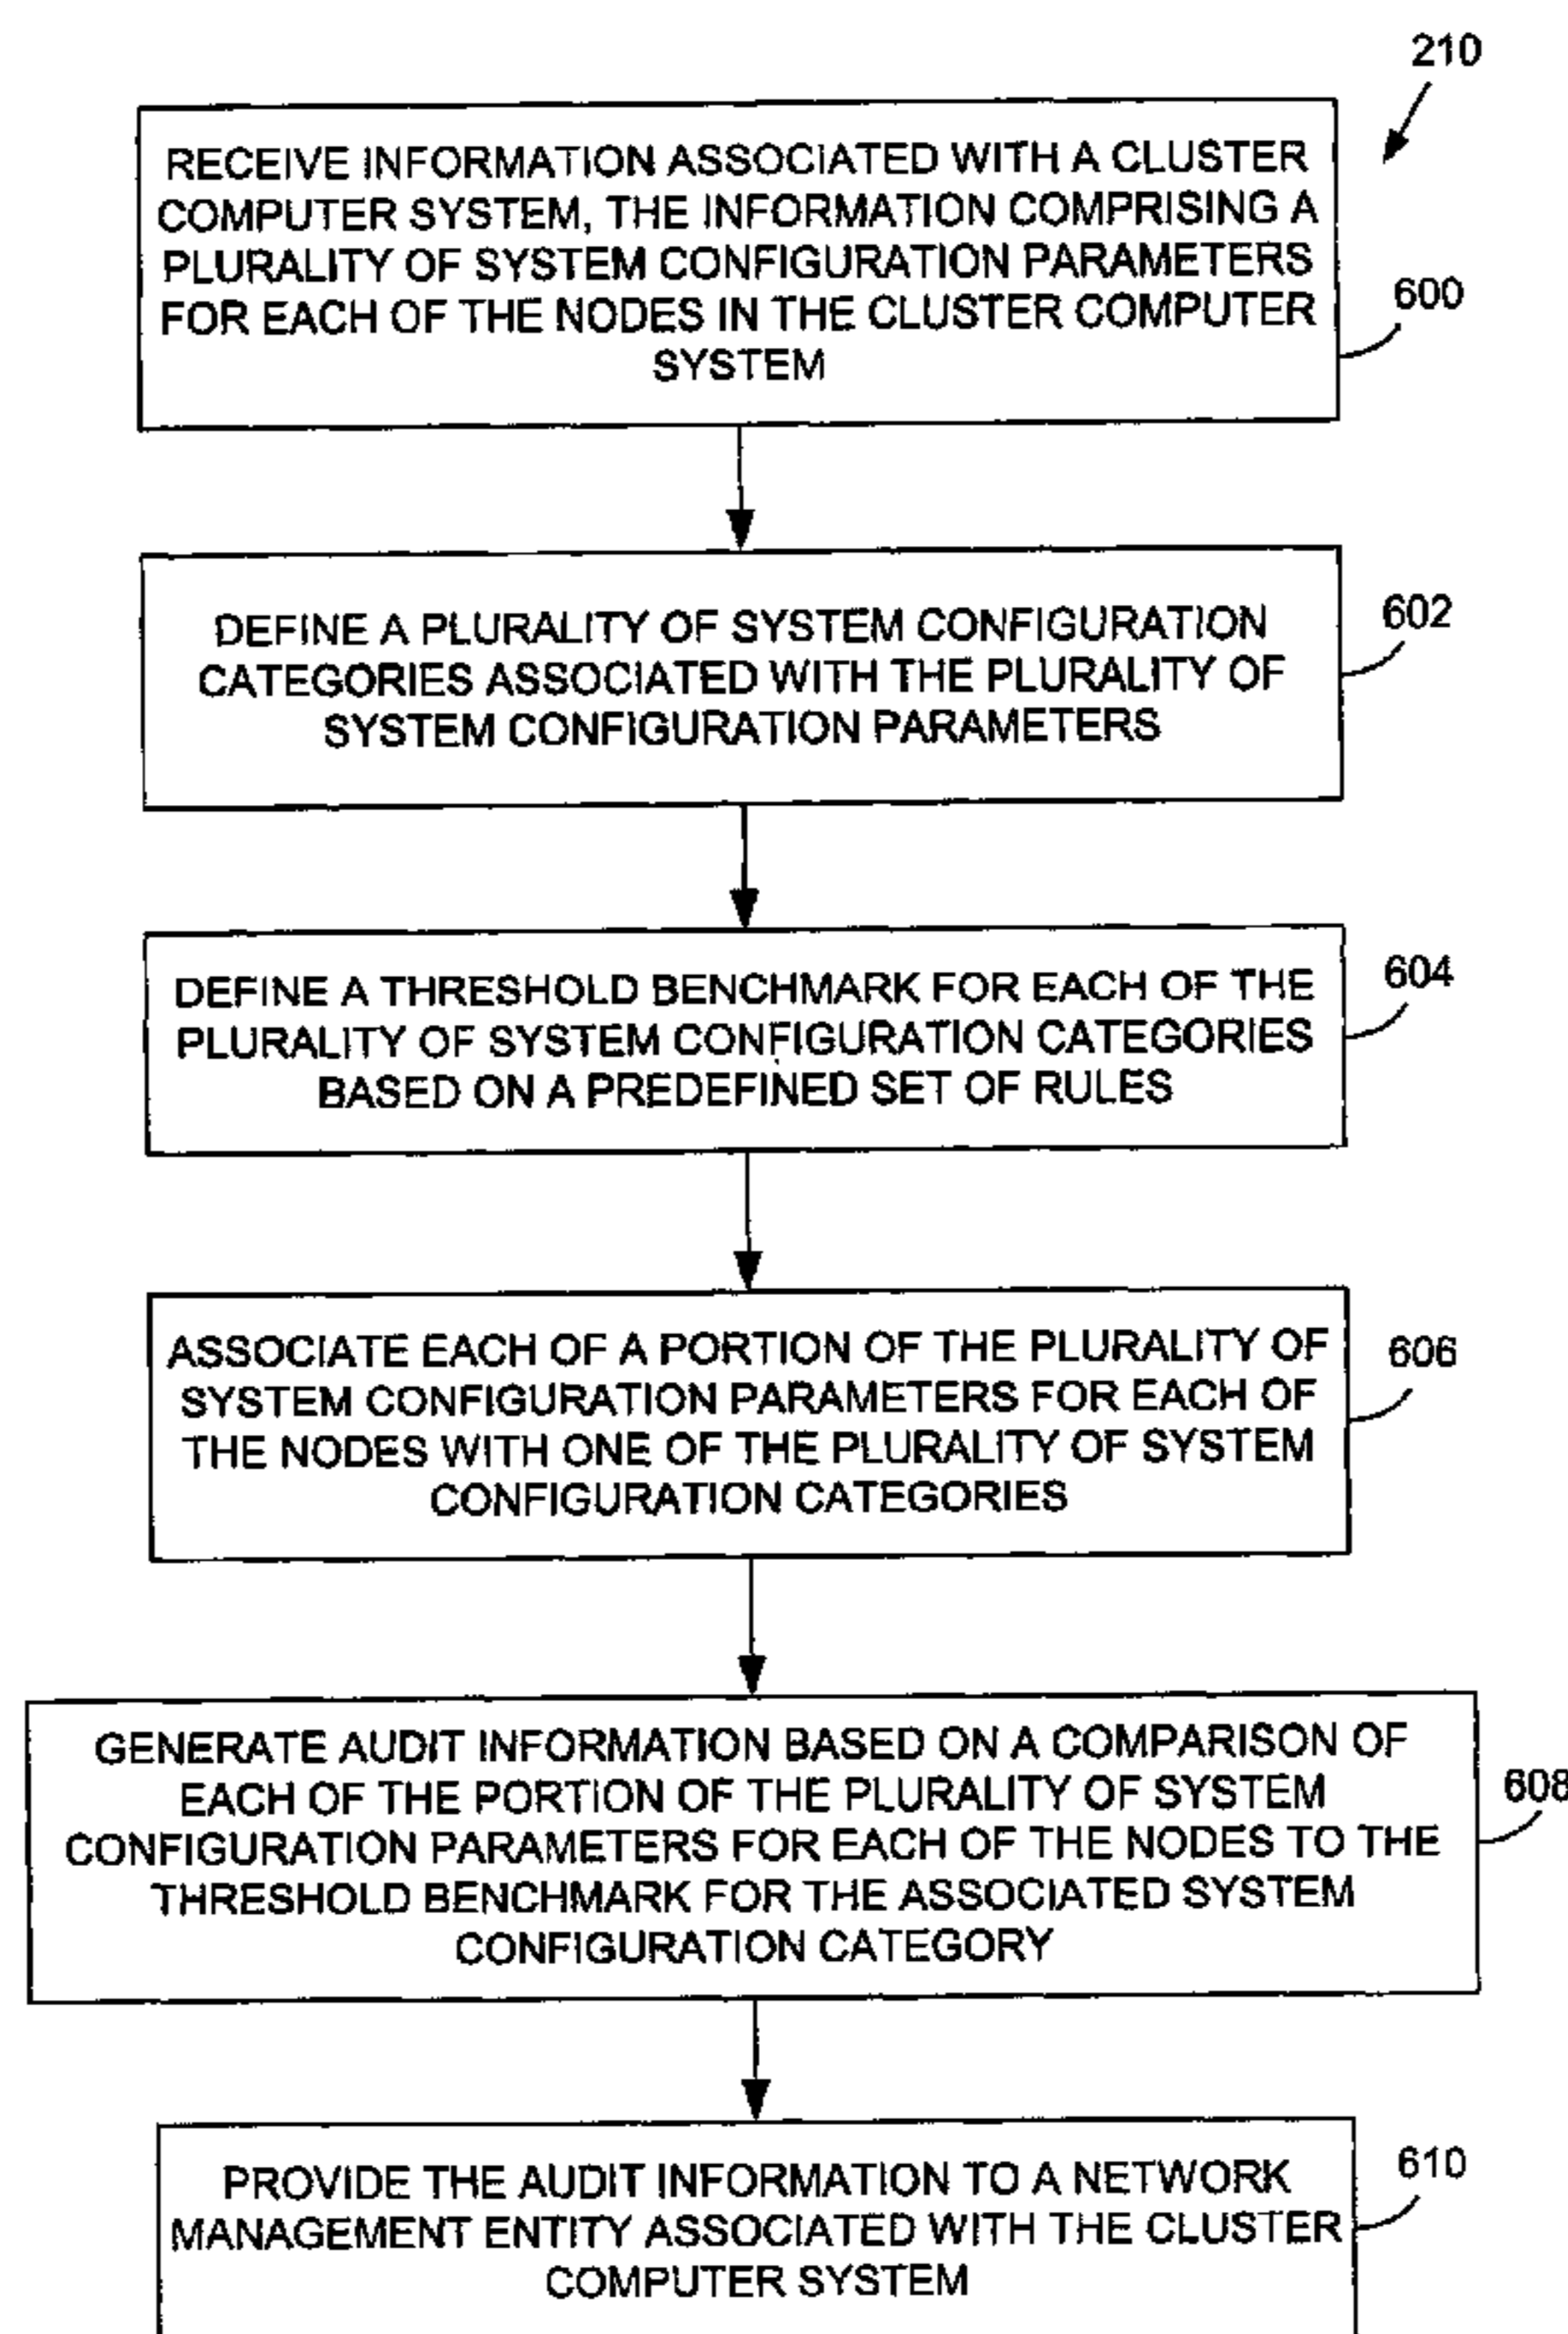 210
RECEIVE INFORMATION ASSOCIATED WITH A CLUSTER
COMPUTER SYSTEM, THE INFORMATION COMPRISING A
PLURALITY OF SYSTEM CONFIGURATION PARAMETERS
FOR EACH OF THE NODES IN THE CLUSTER COMPUTER
SYSTEM
600
DEFINE A PLURALITY OF SYSTEM CONFIGURATION
CATEGORIES ASSOCIATED WITH THE PLURALITY OF
SYSTEM CONFIGURATION PARAMETERS
602
DEFINE A THRESHOLD BENCHMARK FOR EACH OF THE
PLURALITY OF SYSTEM CONFIGURATION CATEGORIES
BASED ON A PREDEFINED SET OF RULES
604
ASSOCIATE EACH OF A PORTION OF THE PLURALITY OF
SYSTEM CONFIGURATION PARAMETERS FOR EACH OF
THE NODES WITH ONE OF THE PLURALITY OF SYSTEM
CONFIGURATION CATEGORIES
606
GENERATE AUDIT INFORMATION BASED ON A COMPARISON OF
EACH OF THE PORTION OF THE PLURALITY OF SYSTEM
CONFIGURATION PARAMETERS FOR EACH OF THE NODES TO THE
THRESHOLD BENCHMARK FOR THE ASSOCIATED SYSTEM
CONFIGURATION CATEGORY
608
PROVIDE THE AUDIT INFORMATION TO A NETWORK
MANAGEMENT ENTITY ASSOCIATED WITH THE CLUSTER
COMPUTER SYSTEM
610